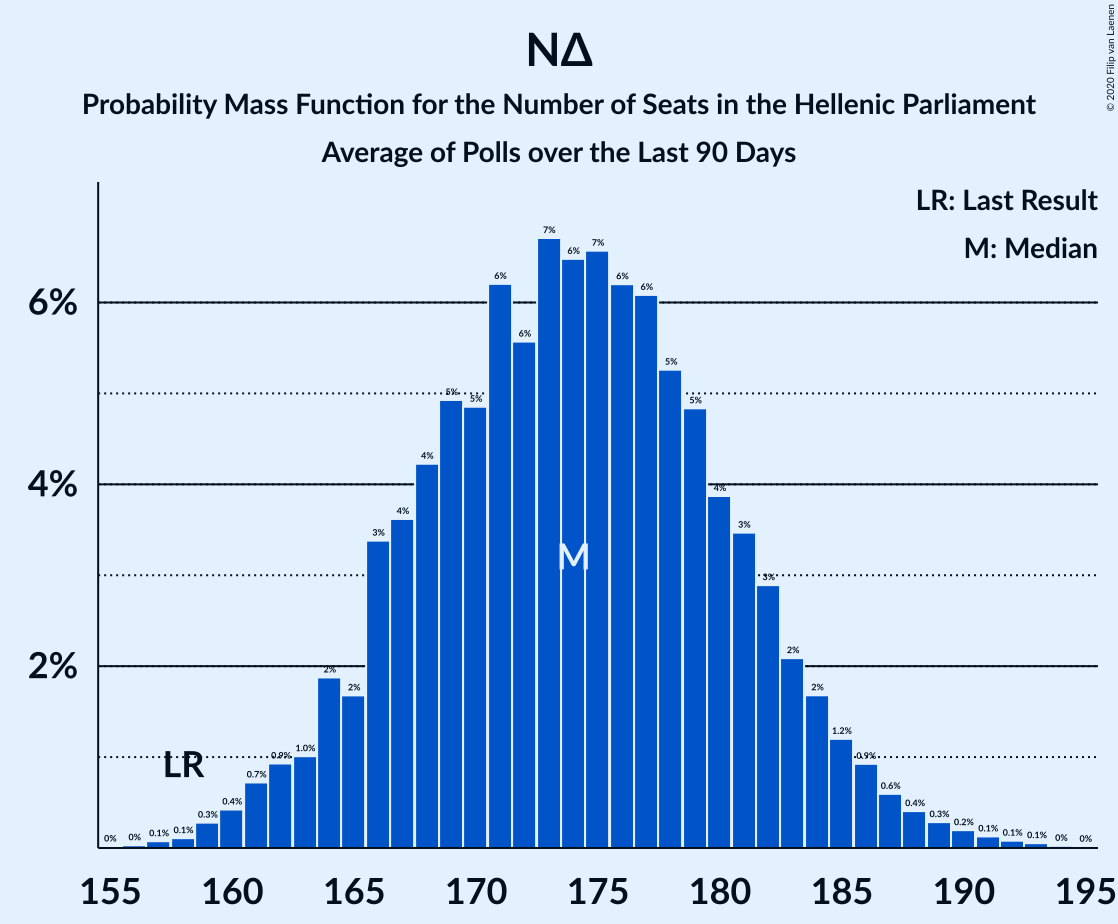 © 2020 Filip van Laenen
ΝΔ
Probability Mass Function for the Number of Seats in the Hellenic Parliament
Average of Polls over the Last 90 Days
LR: Last Result
M: Median
6%
4%
2%
0% 0% 0.1% 0.1% 0.3% 0.4% 0.7% 0.9% 1.0% 2% 2% 3% 4% 4% 5% 5% 6% 6% 7% 6% 7% 6% 6% 5% 5% 4% 3% 3% 2% 2% 1.2% 0.9% 0.6% 0.4% 0.3% 0.2% 0.1% 0.1% 0.1% 0% 0%
M
LR
155 160 165 170 175 180 185 190 195